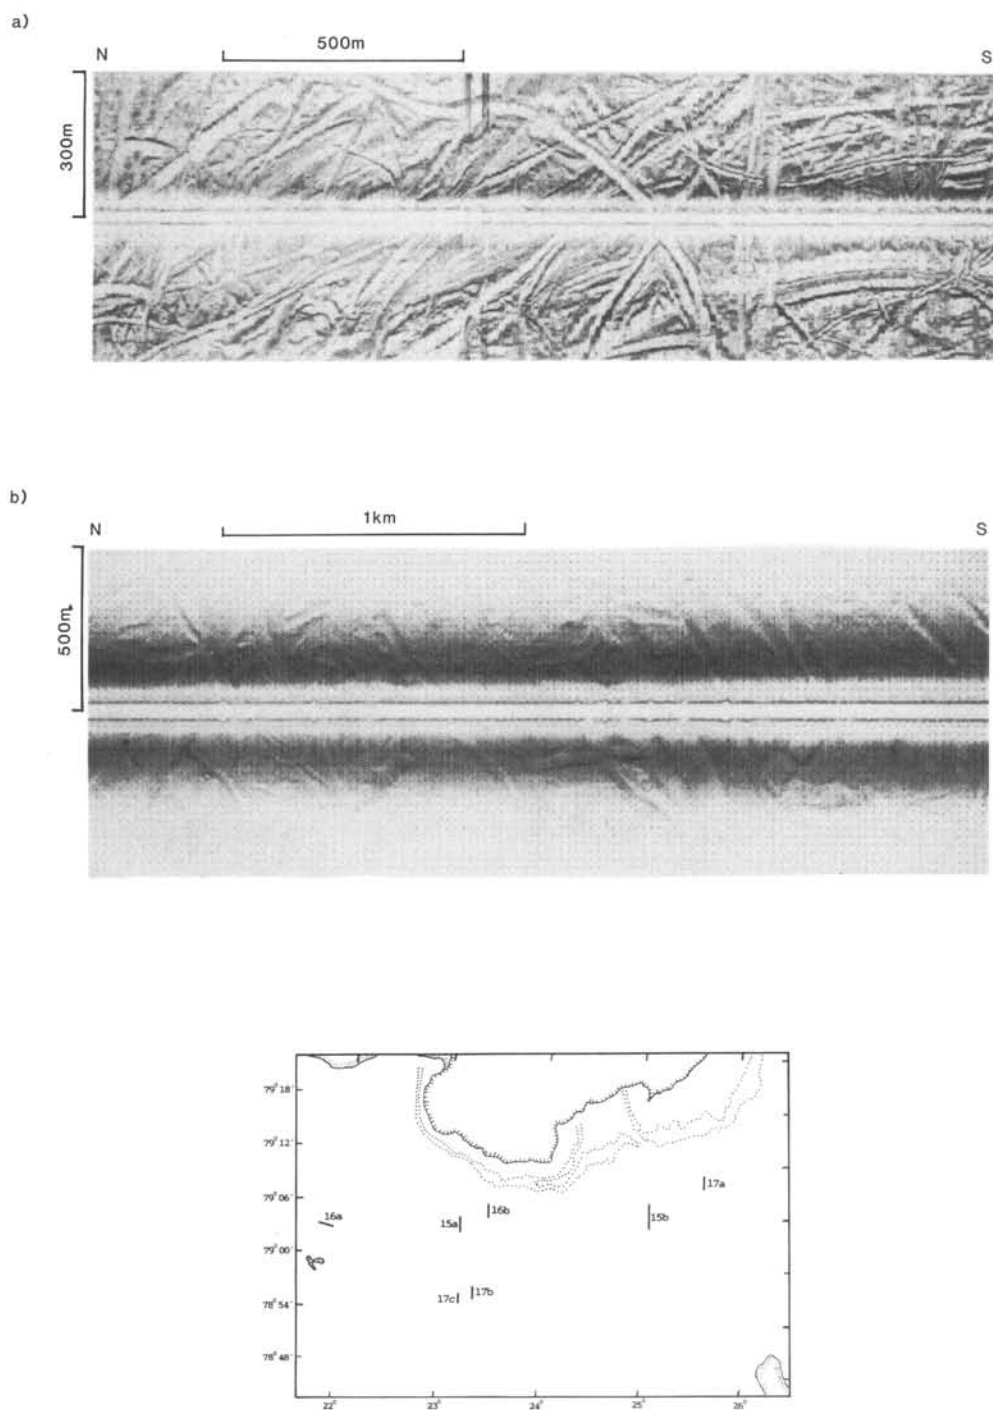 a)
N
500m
S
300m
b)
N
1km
S
500m
79° 18′
79° 12′
79° 06′
79° 00′
78° 54′
78° 48′
16a
15a
16b
17a
15b
17c
17b
22°
23°
24°
25°
26°